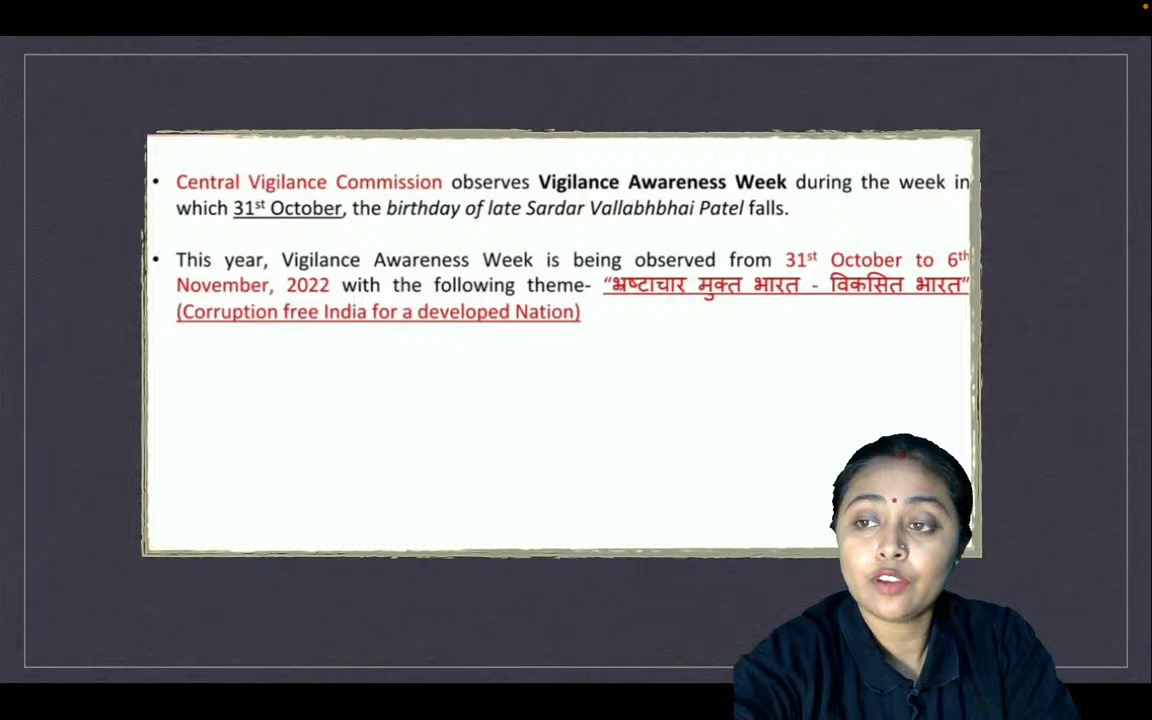 • Central Vigilance Commission observes Vigilance Awareness Week during the week in
which 31st October, the birthday of late Sardar Vallabhbhai Patel falls.
• This year, Vigilance Awareness Week is being observed from 31st October to 6th
November, 2022 with the following theme- “भ्रष्टाचार मुक्त भारत - विकसित भारत”
(Corruption free India for a developed Nation)